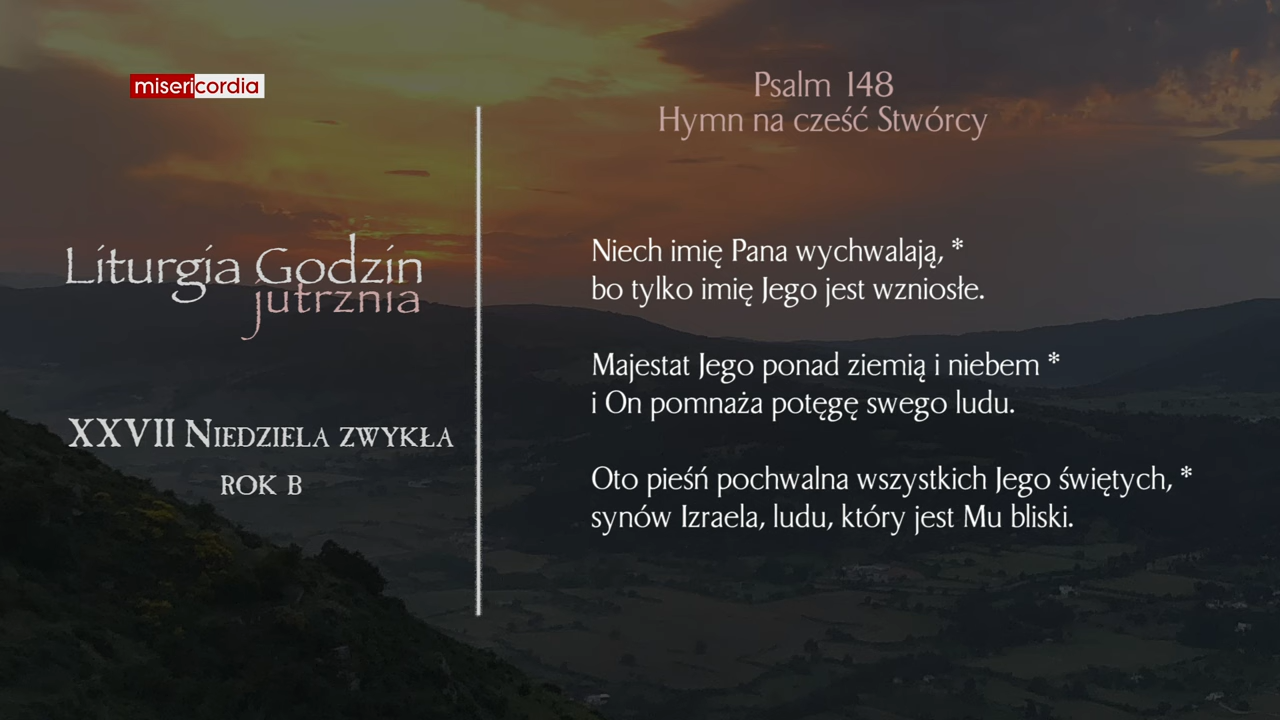 misericordia
Liturgia Godzin
jutrznia
XXVII Niedziela zwykła
rok B
Psalm 148
Hymn na cześć Stwórcy
Niech imię Pana wychwalają, *
bo tylko imię Jego jest wzniosłe.
Majestat Jego ponad ziemią i niebem *
i On pomnaża potęgę swego ludu.
Oto pieśń pochwalna wszystkich Jego świętych, *
synów Izraela, ludu, który jest Mu bliski.